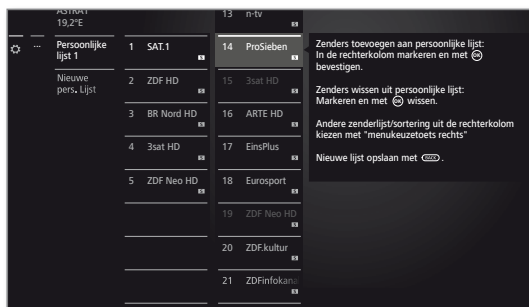 ASTRA1
19,2°E
...
Persoonlijke
lijst 1
Nieuwe
pers. Lijst
1 SAT.1
S
2 ZDF HD
S
3 BR Nord HD
S
4 3sat HD
S
5 ZDF Neo HD
S
13 n-tv
S
14 ProSieben
S
15 3sat HD
S
16 ARTE HD
S
17 EinsPlus
S
18 Eurosport
S
19 ZDF Neo HD
S
20 ZDF.kultur
S
21 ZDFinfokana
S
Zenders toevoegen aan persoonlijke lijst:
In de rechterkolom markeren en met OK
bevestigen.
Zenders wissen uit persoonlijke lijst:
Markeren en met OK wissen.
Andere zenderlijst/sortering uit de rechterkolom
kiezen met "menukeuzetoets rechts"
Nieuwe lijst opslaan met BACK.